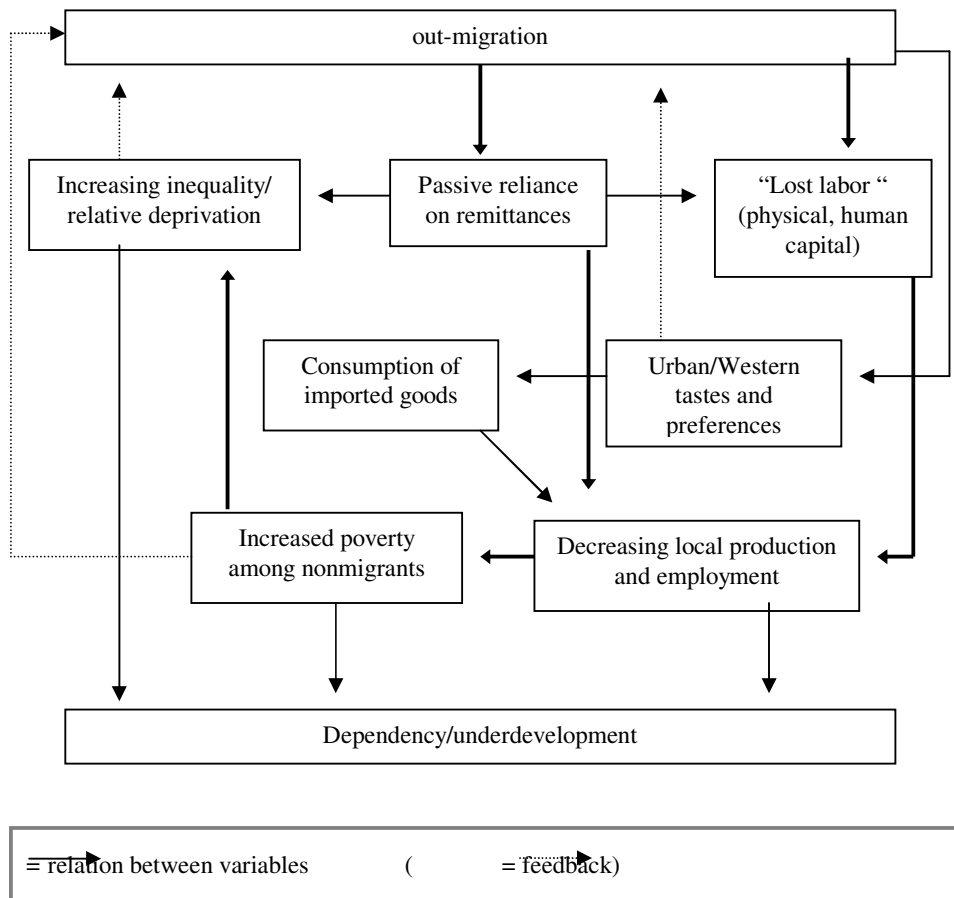 out-migration
Increasing inequality/
relative deprivation
Passive reliance
on remittances
“Lost labor “
(physical, human
capital)
Consumption of
imported goods
Urban/Western
tastes and
preferences
Increased poverty
among nonmigrants
Decreasing local production
and employment
Dependency/underdevelopment
= relation between variables ( = feedback)